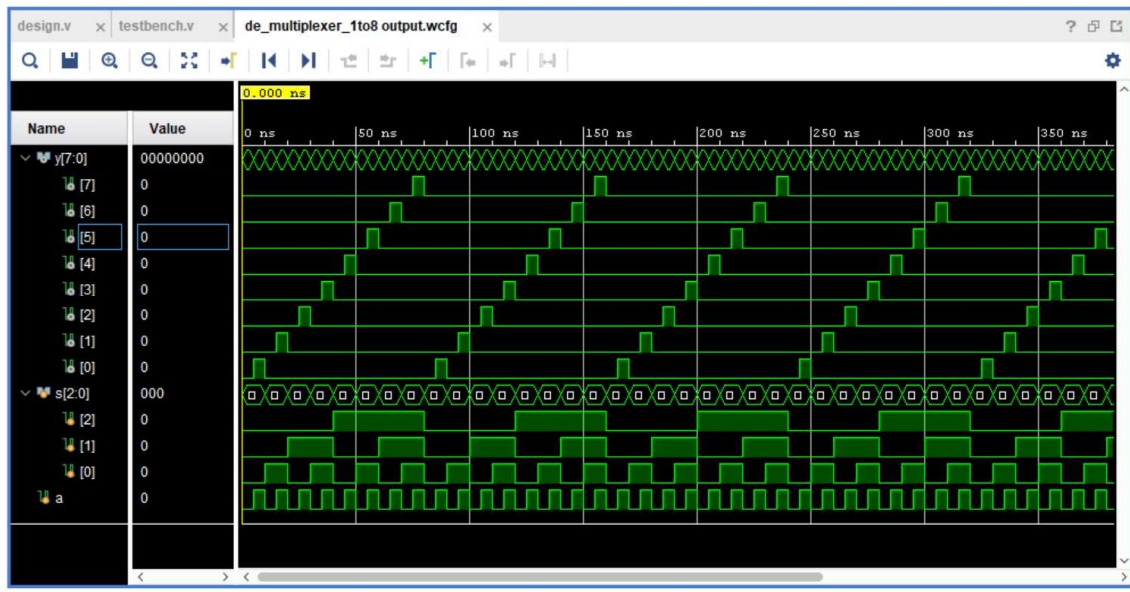 design.v × testbench.v × de_multiplexer_1to8 output.wcfg × ?
0.000 ns
Name Value 0 ns 50 ns 100 ns 150 ns 200 ns 250 ns 300 ns 350 ns
y[7:0] 00000000
[7] 0
[6] 0
[5] 0
[4] 0
[3] 0
[2] 0
[1] 0
[0] 0
s[2:0] 000
[2] 0
[1] 0
[0] 0
a 0